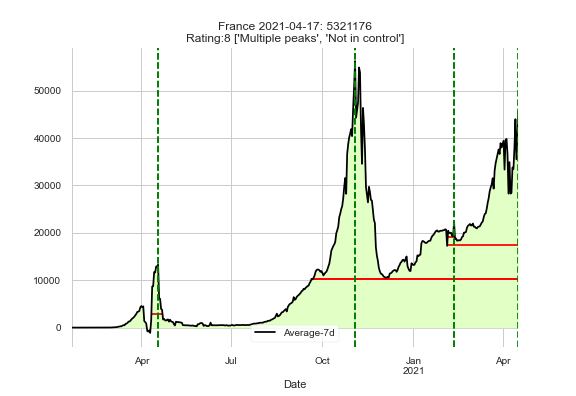 France 2021-04-17: 5321176
Rating:8 ['Multiple peaks', 'Not in control']
50000
40000
30000
20000
10000
0
Average-7d
Apr Jul Oct Jan Apr
2021
Date